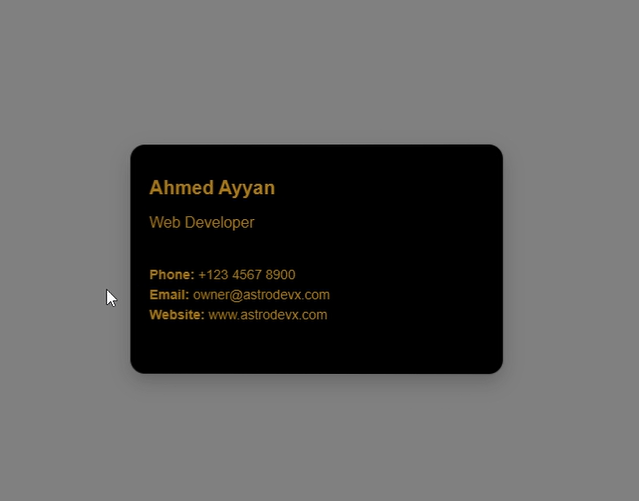 Ahmed Ayyan
Web Developer
Phone: +123 4567 8900
Email: owner@astrodevx.com
Website: www.astrodevx.com